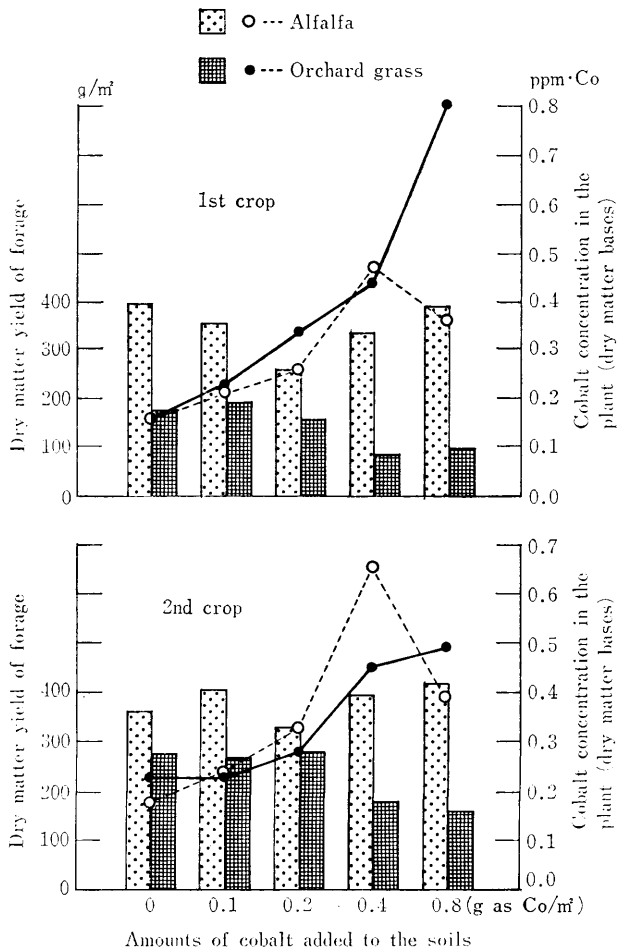 Alfalfa
Orchard grass
g/m²
ppm·Co
1st crop
Dry matter yield of forage
400
300
200
100
0
0.8
0.7
0.6
0.5
0.4
0.3
0.2
0.1
0.0
Cobalt concentration in the
plant (dry matter bases)
2nd crop
Dry matter yield of forage
400
300
200
100
0
0.7
0.6
0.5
0.4
0.3
0.2
0.1
0.0
Cobalt concentration in the
plant (dry matter bases)
0 0.1 0.2 0.4 0.8 (g as Co/m²)
Amounts of cobalt added to the soils